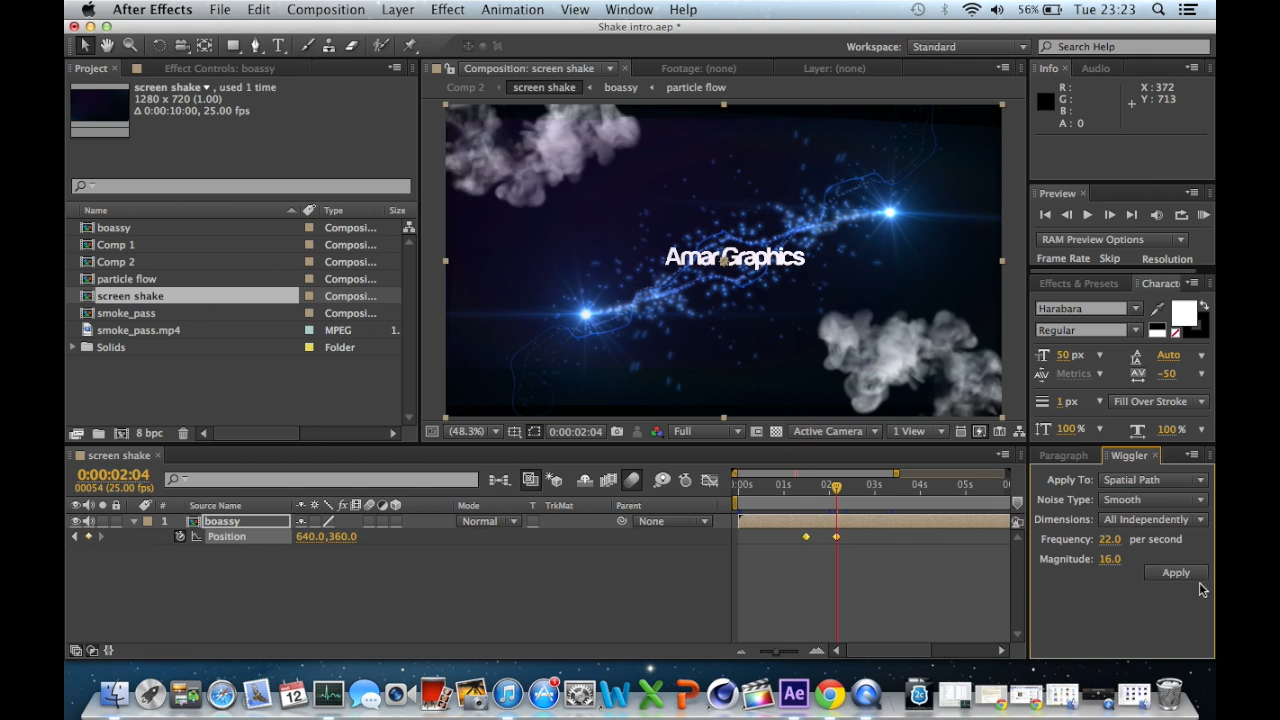 After Effects File Edit Composition Layer Effect Animation View Window Help 56% Tue 23:23
Shake intro.aep *
Workspace: Standard Search Help
Project × Effect Controls: boassy
Composition: screen shake Footage: (none) Layer: (none)
Info × Audio
screen shake ▼, used 1 time
1280 x 720 (1.00)
Δ 0:00:10:00, 25.00 fps
Comp 2 screen shake boassy particle flow
R : X : 372
G : Y : 713
B :
A : 0
Preview ×
RAM Preview Options
Frame Rate Skip Resolution
Name Type Size
boassy Composi...
Comp 1 Composi...
Comp 2 Composi...
particle flow Composi...
screen shake Composi...
smoke_pass Composi...
smoke_pass.mp4 MPEG 1.
Solids Folder
Amar Graphics
Effects & Presets Charact
Harabara
Regular
50 px Auto
Metrics -50
1 px Fill Over Stroke
100 % 100 %
8 bpc
(48.3%) 0:00:02:04 Full Active Camera 1 View
screen shake ×
0:00:02:04
00054 (25.00 fps)
0:00s 01s 02s 03s 04s 05s 06
# Source Name Mode T TrkMat Parent
1 boassy Normal None
Position 640.0,360.0
Paragraph Wiggler ×
Apply To: Spatial Path
Noise Type: Smooth
Dimensions: All Independently
Frequency: 22.0 per second
Magnitude: 16.0
Apply
12
Ae